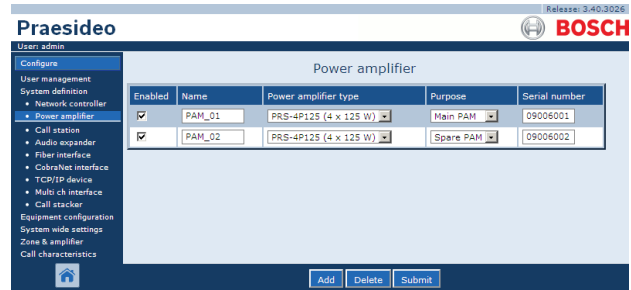 Release: 3.40.3026
Praesideo
BOSCH
User: admin
Configure
User management
System definition
• Network controller
• Power amplifier
• Call station
• Audio expander
• Fiber interface
• CobraNet interface
• TCP/IP device
• Multi ch interface
• Call stacker
Equipment configuration
System wide settings
Zone & amplifier
Call characteristics
Power amplifier
Enabled Name Power amplifier type Purpose Serial number
PAM_01 PRS-4P125 (4 x 125 W) Main PAM 09006001
PAM_02 PRS-4P125 (4 x 125 W) Spare PAM 09006002
Add Delete Submit